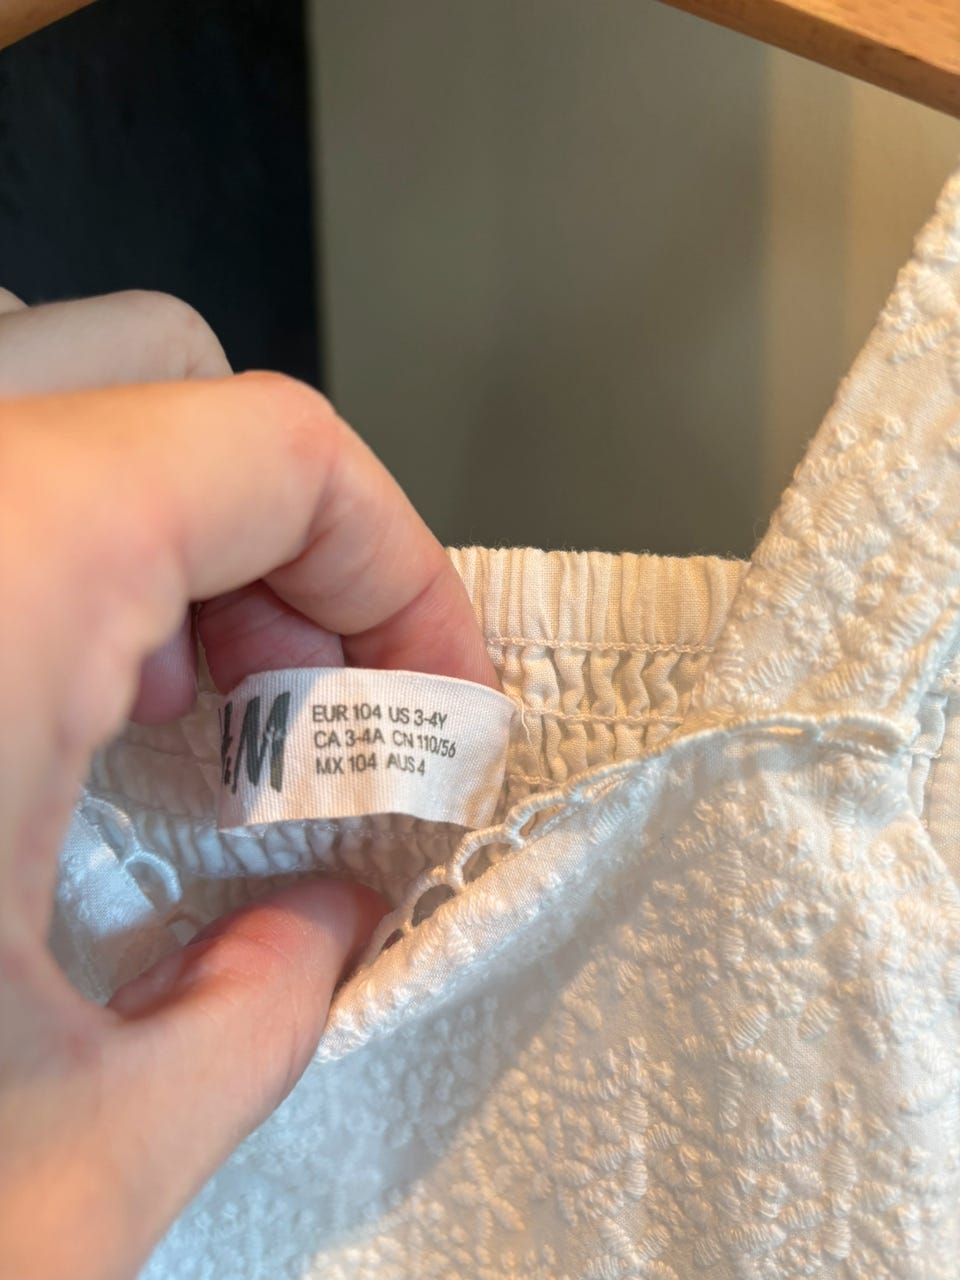 H&M
EUR 104 US 3-4Y
CA 3-4A CN 110/56
MX 104 AUS 4